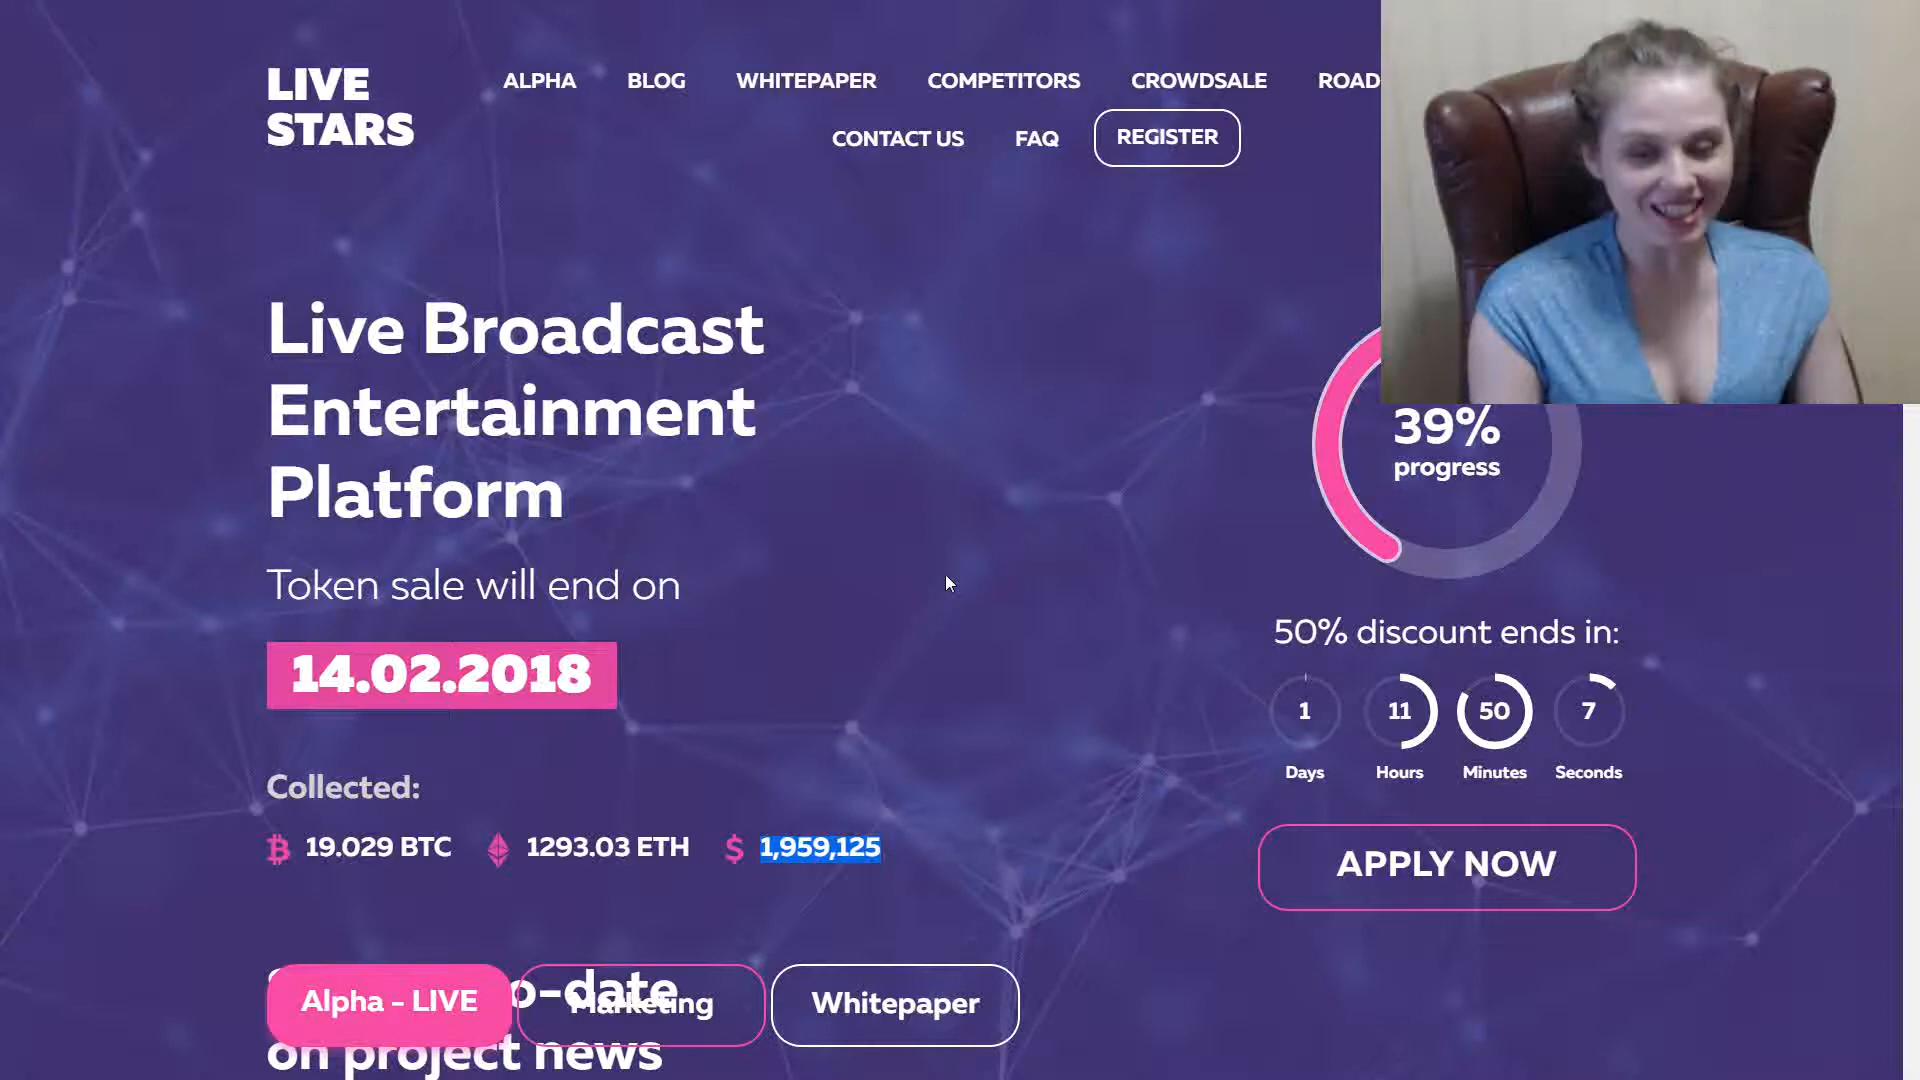 LIVE
STARS
ALPHA BLOG WHITEPAPER COMPETITORS CROWDSALE ROAD
CONTACT US FAQ REGISTER
Live Broadcast
Entertainment
Platform
Token sale will end on
14.02.2018
Collected:
19.029 BTC 1293.03 ETH $ 1,959,125
39%
progress
50% discount ends in:
1 11 50 7
Days Hours Minutes Seconds
APPLY NOW
o-date
Alpha - LIVE Marketing Whitepaper
on project news